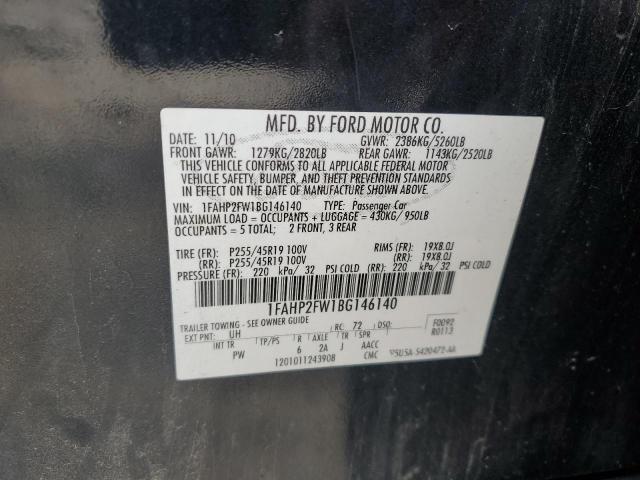 MFD. BY FORD MOTOR CO.
DATE: 11/10 GVWR: 2386KG/5260LB
FRONT GAWR: 1279KG/2820LB REAR GAWR: 1143KG/2520LB
THIS VEHICLE CONFORMS TO ALL APPLICABLE FEDERAL MOTOR
VEHICLE SAFETY, BUMPER, AND THEFT PREVENTION STANDARDS
IN EFFECT ON THE DATE OF MANUFACTURE SHOWN ABOVE.
VIN: 1FAHP2FW1BG146140 TYPE: Passenger Car
MAXIMUM LOAD = OCCUPANTS + LUGGAGE = 430KG/950LB
OCCUPANTS = 5 TOTAL; 2 FRONT, 3 REAR
TIRE (FR): P255/45R19 100V RIMS (FR): 19X8.0J
(RR): P255/45R19 100V (RR): 19X8.0J
PRESSURE (FR): 220 kPa/ 32 PSI COLD (RR): 220 kPa/ 32 PSI COLD
1FAHP2FW1BG146140
TRAILER TOWING - SEE OWNER GUIDE
EXT PNT: UH RC: 72 DSO:
F0092
R0113
INT TR TP/PS R AXLE TR SPR
PW 6 2A J AACC
1201011243908 CMC 5U5A-5420472-AA